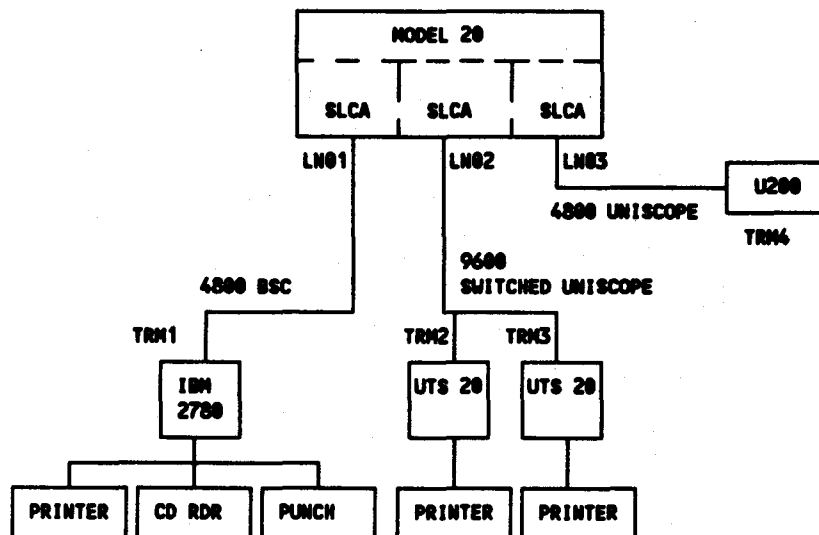 MODEL 20
SLCA SLCA SLCA
LN01 LN02 LN03
U200
4800 UNISCOPE
TRM4
9600
SWITCHED UNISCOPE
4800 BSC
TRM1 TRM2 TRM3
IBM
2780
UTS 20 UTS 20
PRINTER CD RDR PUNCH PRINTER PRINTER